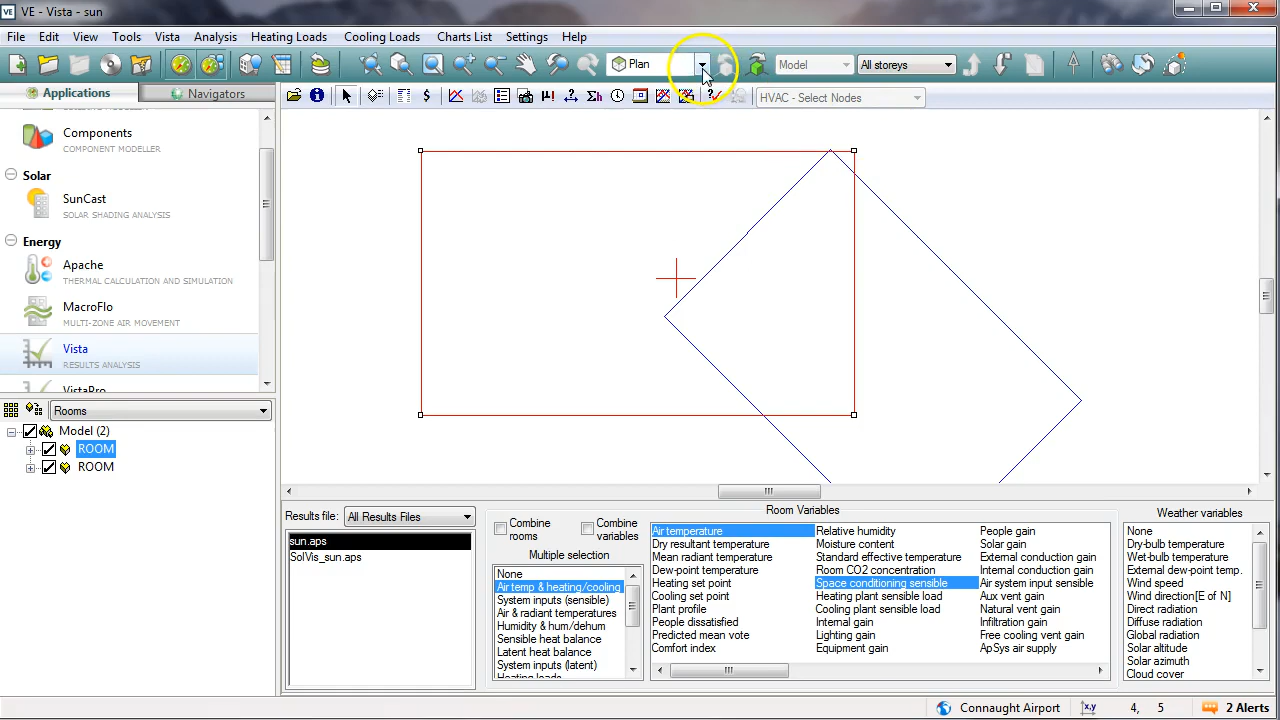 VE - Vista - sun
File Edit View Tools Vista Analysis Heating Loads Cooling Loads Charts List Settings Help
Plan
Model
All storeys
Applications
Navigators
HVAC - Select Nodes
Components
COMPONENT MODELLER
Solar
SunCast
SOLAR SHADING ANALYSIS
Energy
Apache
THERMAL CALCULATION AND SIMULATION
MacroFlo
MULTI-ZONE AIR MOVEMENT
Vista
RESULTS ANALYSIS
VistaPro
Rooms
Model (2)
ROOM
ROOM
Results file: All Results Files
sun.aps
SolVis_sun.aps
Combine rooms
Combine variables
Multiple selection
None
Air temp & heating/cooling
System inputs (sensible)
Air & radiant temperatures
Humidity & hum/dehum
Sensible heat balance
Latent heat balance
System inputs (latent)
Heating loads
Room Variables
Air temperature
Dry resultant temperature
Mean radiant temperature
Dew-point temperature
Heating set point
Cooling set point
Plant profile
People dissatisfied
Predicted mean vote
Comfort index
Relative humidity
Moisture content
Standard effective temperature
Room CO2 concentration
Space conditioning sensible
Heating plant sensible load
Cooling plant sensible load
Internal gain
Lighting gain
Equipment gain
People gain
Solar gain
External conduction gain
Internal conduction gain
Air system input sensible
Aux vent gain
Natural vent gain
Infiltration gain
Free cooling vent gain
ApSys air supply
Weather variables
None
Dry-bulb temperature
Wet-bulb temperature
External dew-point temp.
Wind speed
Wind direction[E of N]
Direct radiation
Diffuse radiation
Global radiation
Solar altitude
Solar azimuth
Cloud cover
Connaught Airport
x,y
4, 5
2 Alerts